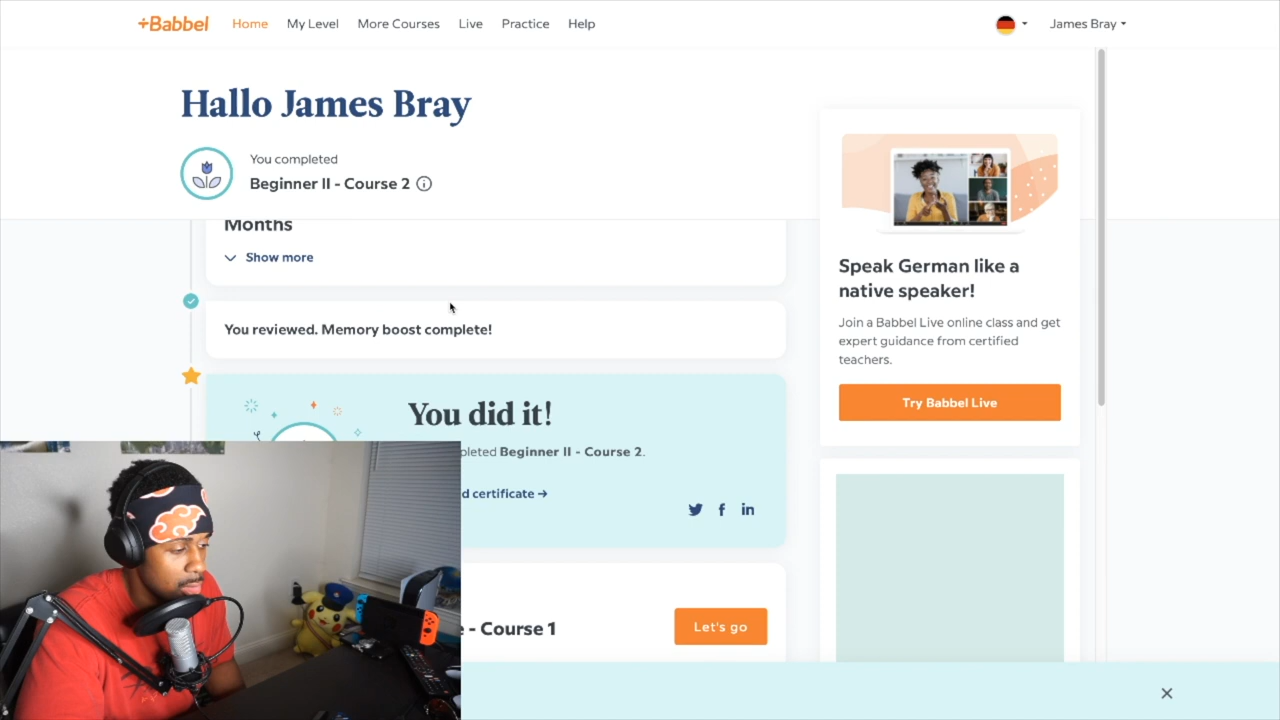 +Babbel Home My Level More Courses Live Practice Help James Bray
Hallo James Bray
You completed
Beginner II - Course 2
Months
Show more
You reviewed. Memory boost complete!
You did it!
pleted Beginner II - Course 2.
d certificate →
e - Course 1
Let's go
Speak German like a
native speaker!
Join a Babbel Live online class and get
expert guidance from certified
teachers.
Try Babbel Live